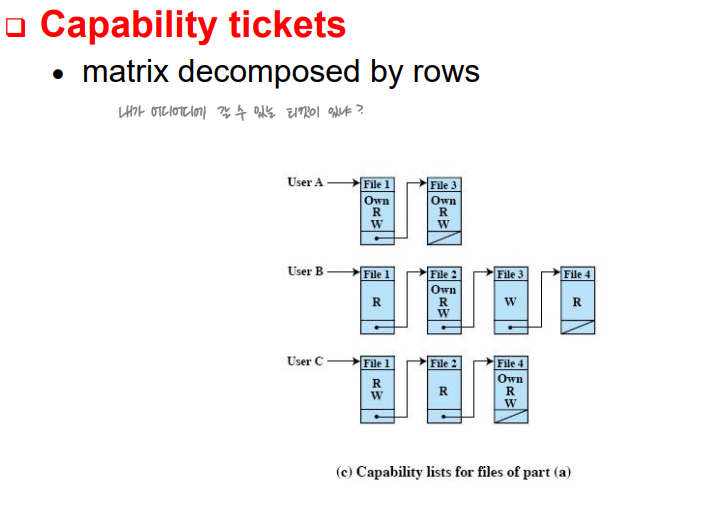 Capability tickets
• matrix decomposed by rows
내가 어디어디에 갈 수 있는 티켓이 있냐?
User A File 1 File 3
Own Own
R R
W W
User B File 1 File 2 File 3 File 4
Own
R R W R
W
User C File 1 File 2 File 4
Own
R R R
W W
(c) Capability lists for files of part (a)